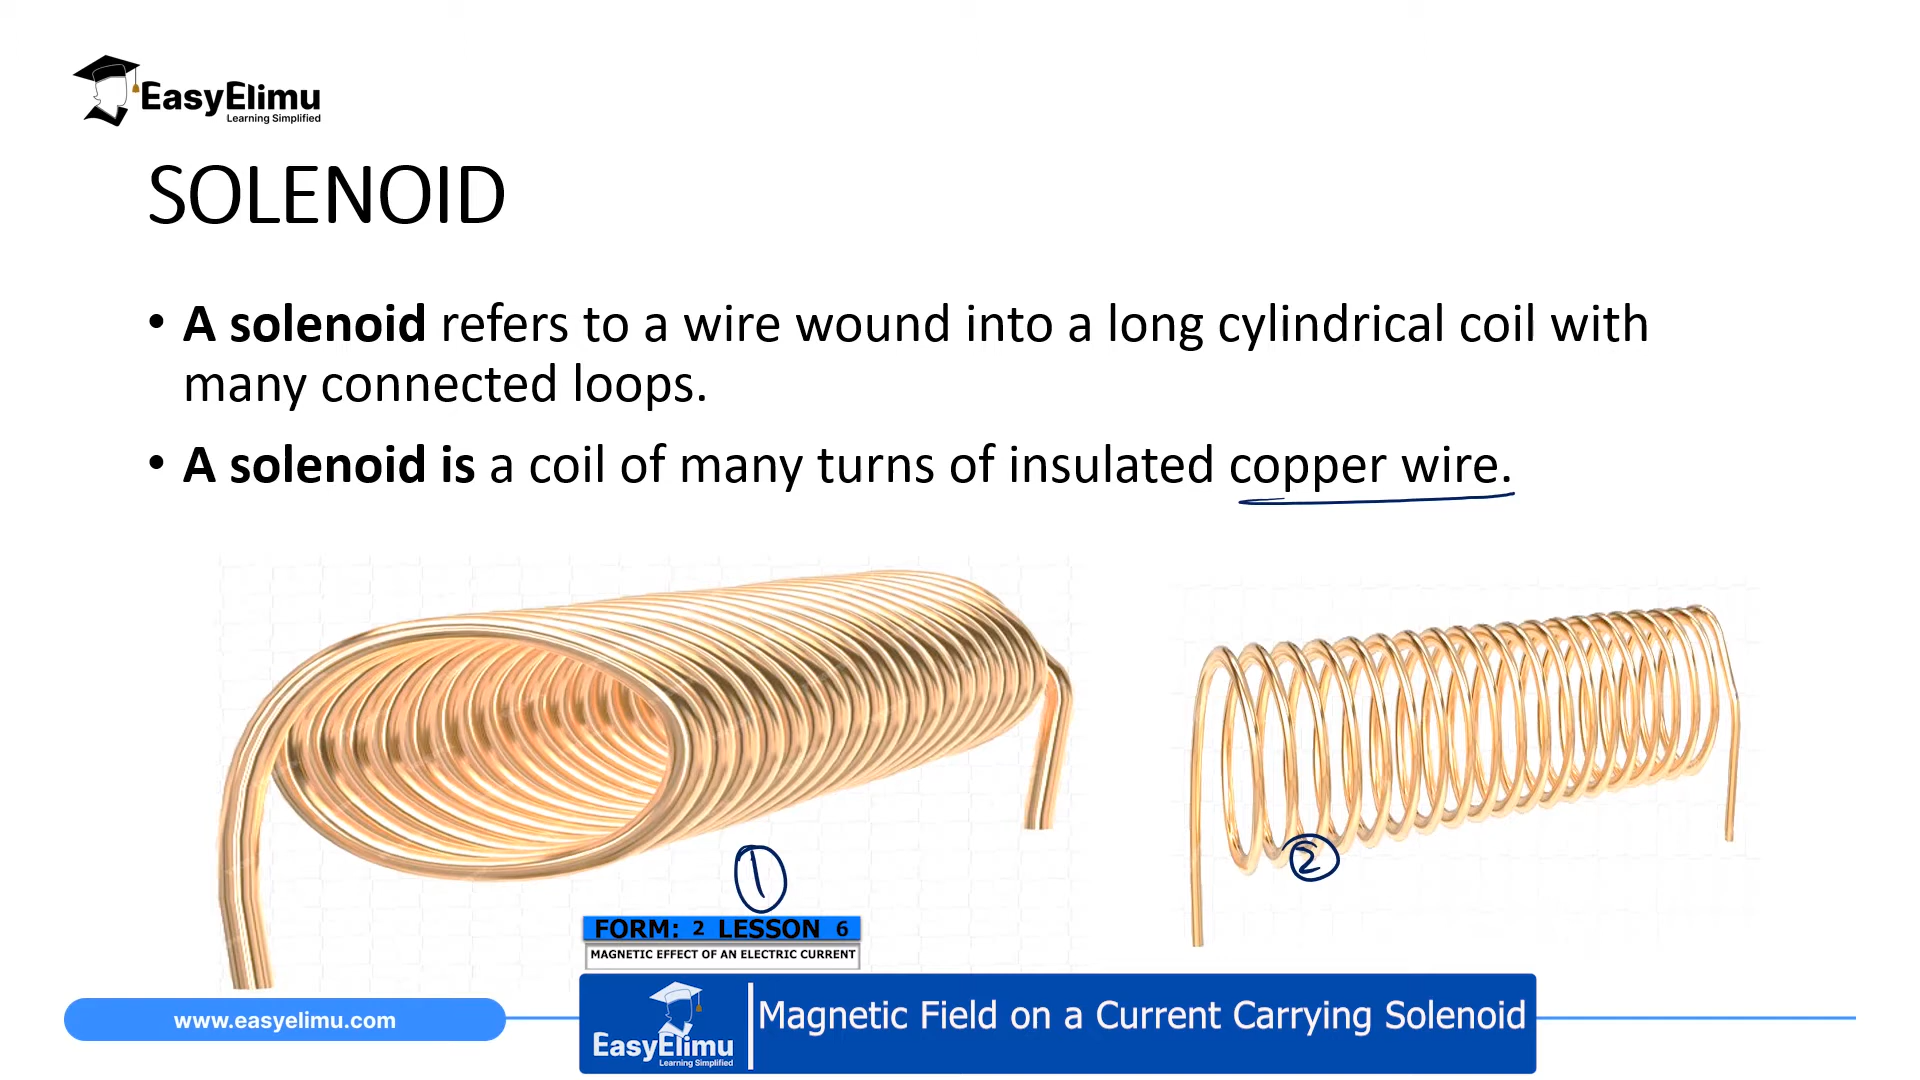 EasyElimu
Learning Simplified
SOLENOID
• A solenoid refers to a wire wound into a long cylindrical coil with
many connected loops.
• A solenoid is a coil of many turns of insulated copper wire.
1
2
FORM: 2 LESSON 6
MAGNETIC EFFECT OF AN ELECTRIC CURRENT
www.easyelimu.com
EasyElimu
Learning Simplified
Magnetic Field on a Current Carrying Solenoid